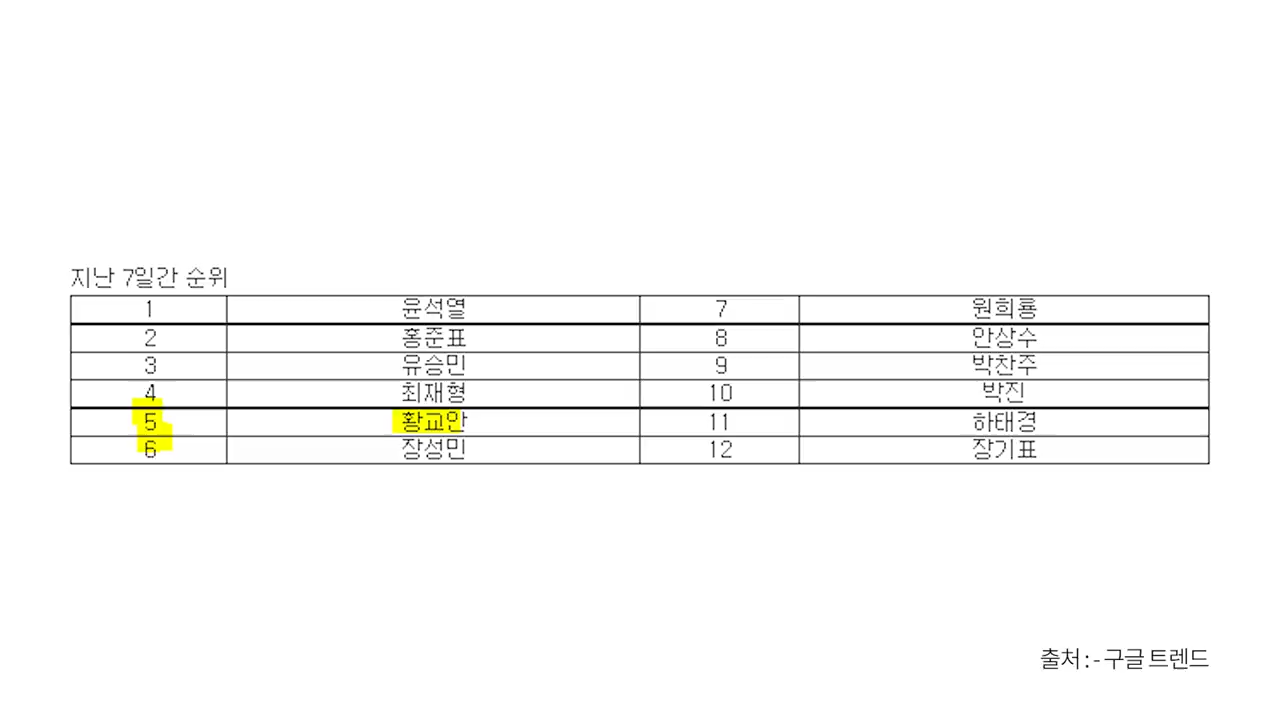 지난 7일간 순위
1 윤석열 7 원희룡
2 홍준표 8 안상수
3 유승민 9 박찬주
4 최재형 10 박진
5 황교안 11 하태경
6 장성민 12 장기표
출처 : - 구글 트렌드